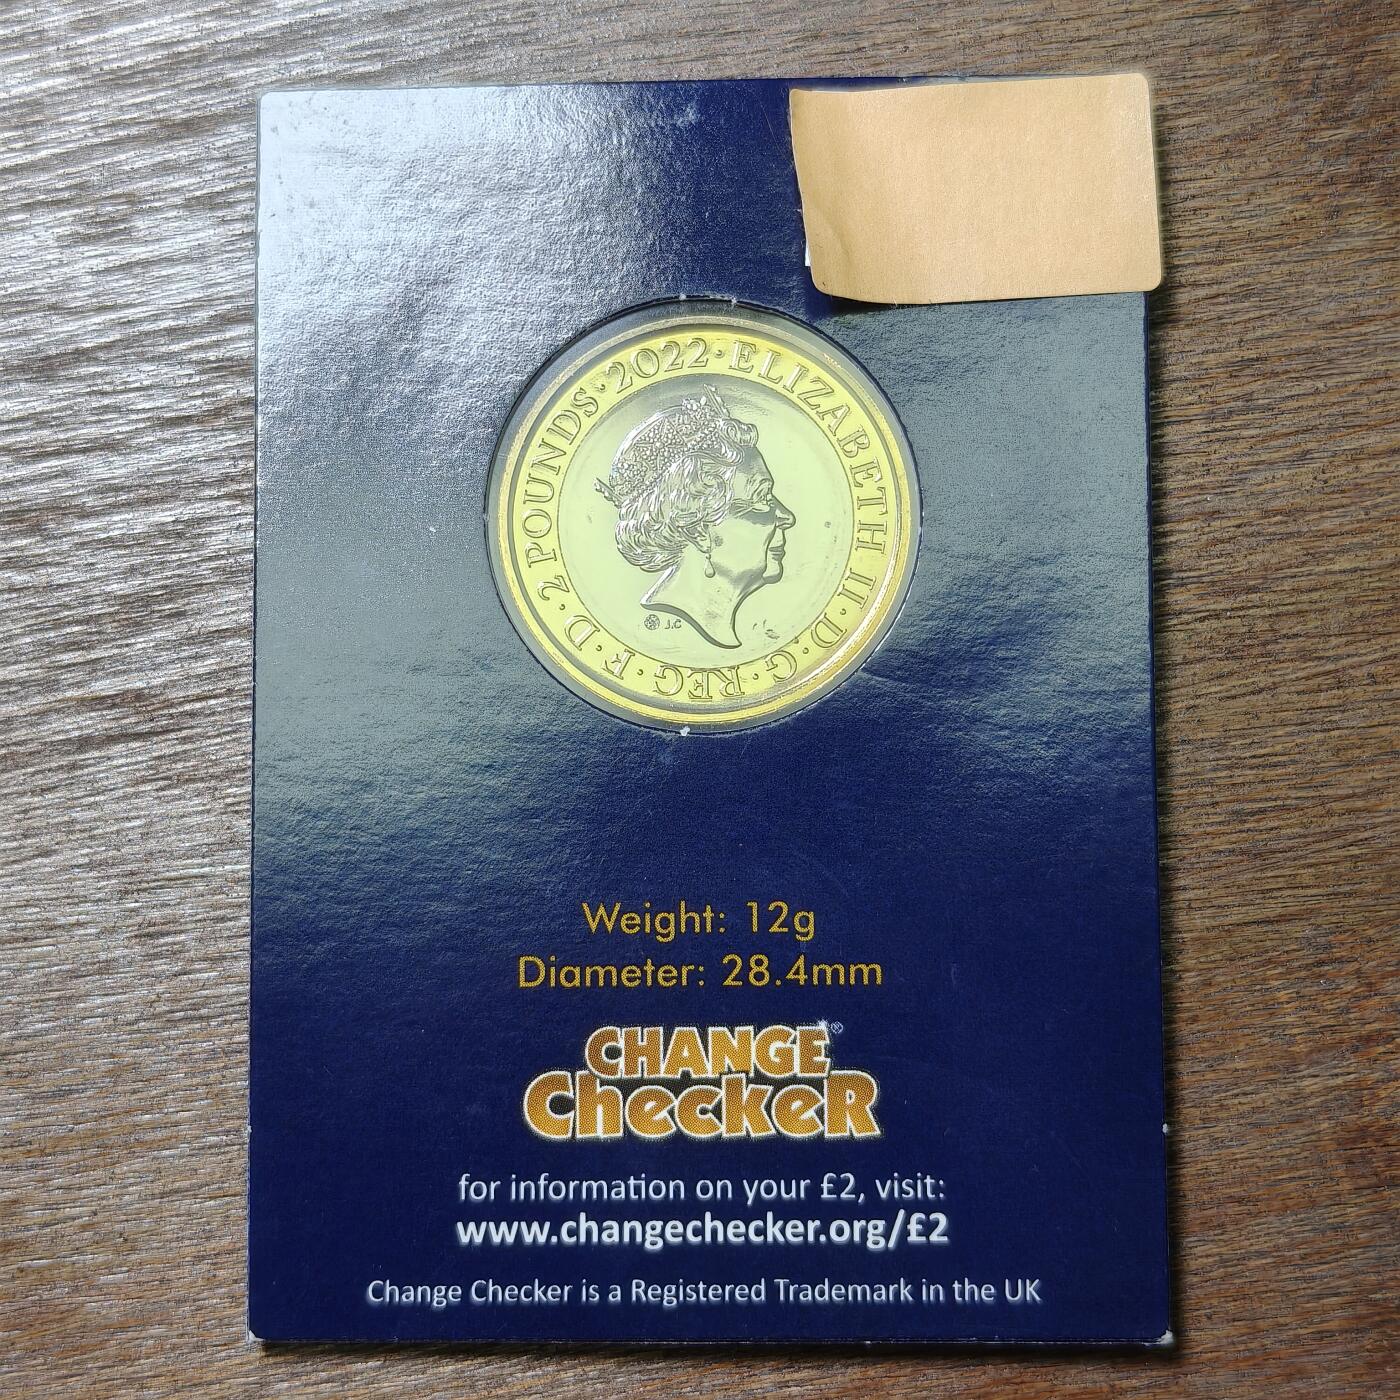 2 POUNDS · 2022 · ELIZABETH II · D · G · REG · F · D ·
J.C
Weight: 12g
Diameter: 28.4mm
CHANGE ®
CheckeR
for information on your £2, visit:
www.changechecker.org/£2
Change Checker is a Registered Trademark in the UK